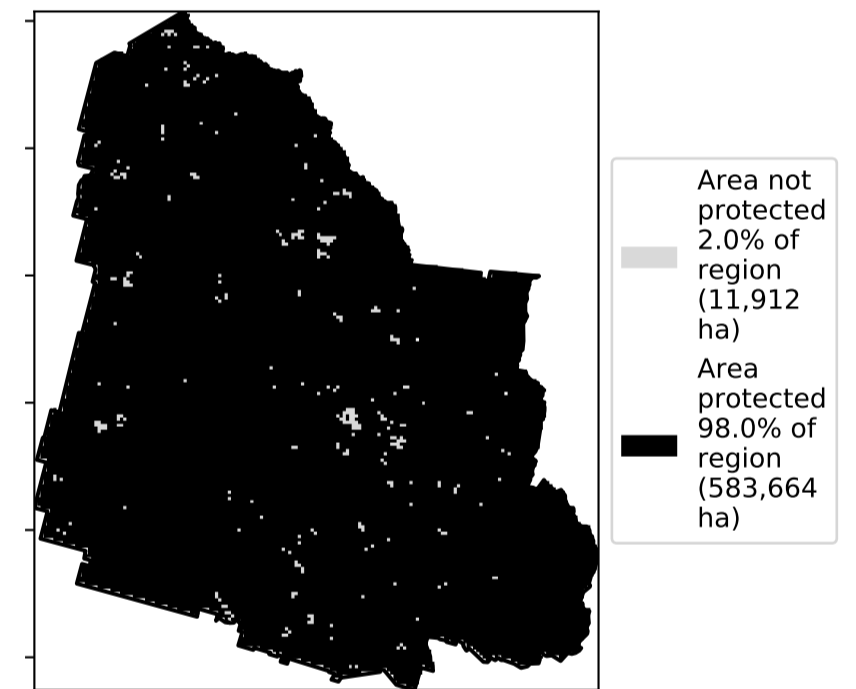 Area not
protected
2.0% of
region
(11,912
ha)
Area
protected
98.0% of
region
(583,664
ha)